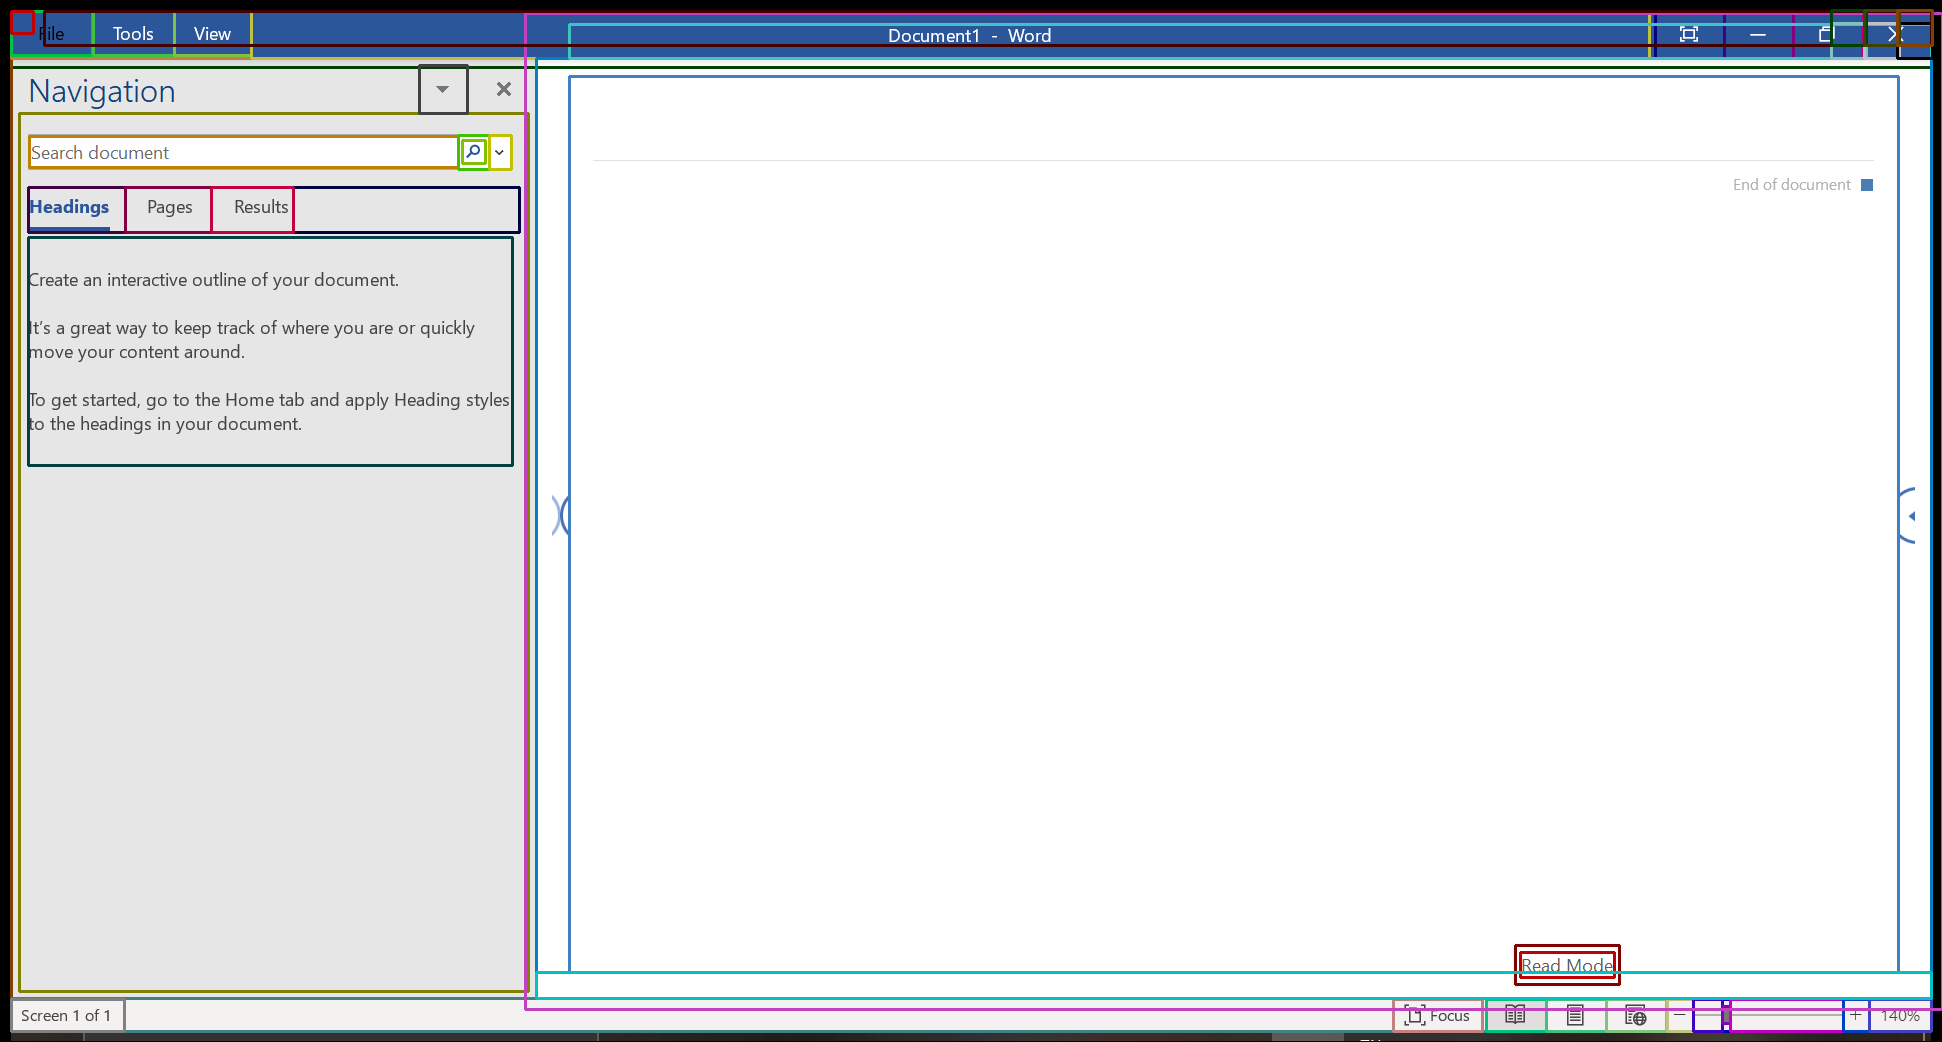 File Tools View Document1 - Word
Navigation
Search document
Headings Pages Results
Create an interactive outline of your document.
It's a great way to keep track of where you are or quickly
move your content around.
To get started, go to the Home tab and apply Heading styles
to the headings in your document.
End of document
Read Mode
Screen 1 of 1 Focus 140%